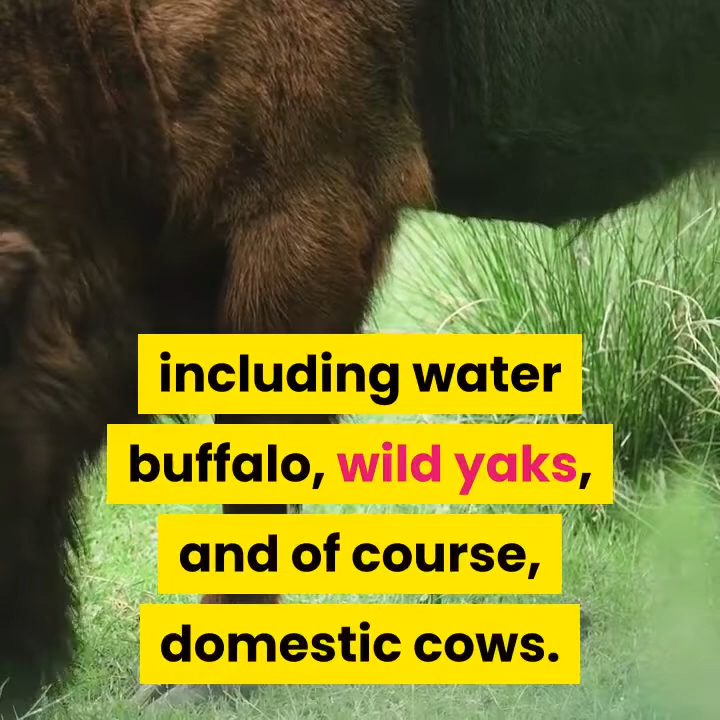 including water
buffalo, wild yaks,
and of course,
domestic cows.